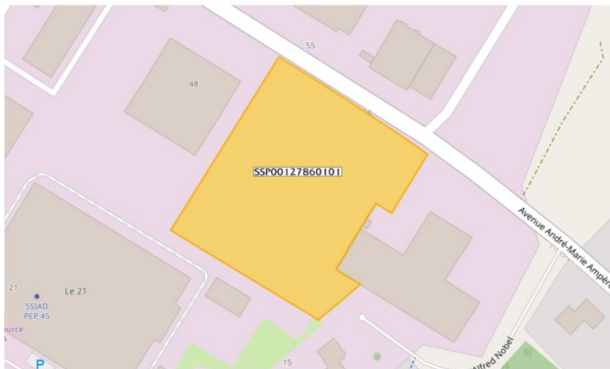 55
48
SSP00127860101
Avenue André-Marie Ampère
21
Le 21
SSIAD
PEP 45
15
Alfred Nobel
P